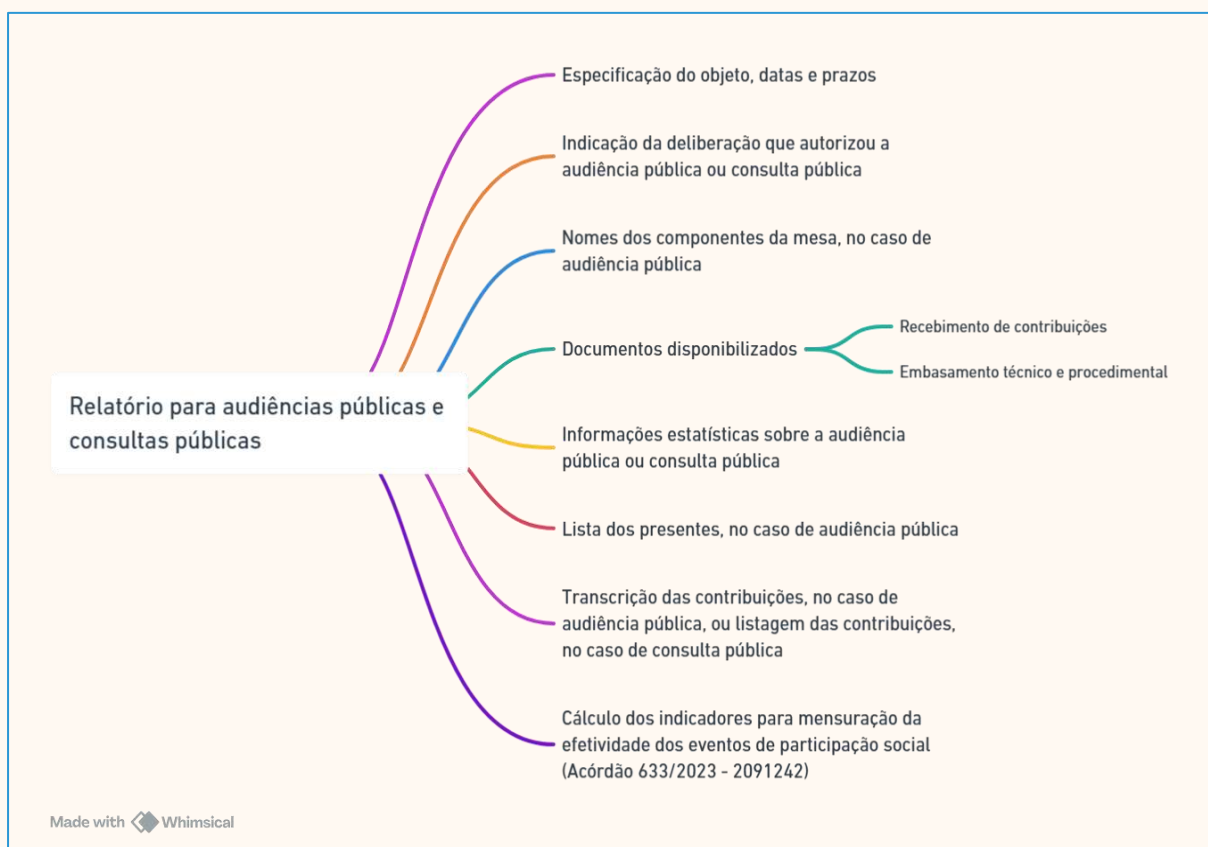 Especificação do objeto, datas e prazos
Indicação da deliberação que autorizou a
audiência pública ou consulta pública
Nomes dos componentes da mesa, no caso de
audiência pública
Documentos disponibilizados
Recebimento de contribuições
Embasamento técnico e procedimental
Relatório para audiências públicas e
consultas públicas
Informações estatísticas sobre a audiência
pública ou consulta pública
Lista dos presentes, no caso de audiência pública
Transcrição das contribuições, no caso de
audiência pública, ou listagem das contribuições,
no caso de consulta pública
Cálculo dos indicadores para mensuração da
efetividade dos eventos de participação social
(Acórdão 633/2023 - 2091242)
Made with Whimsical